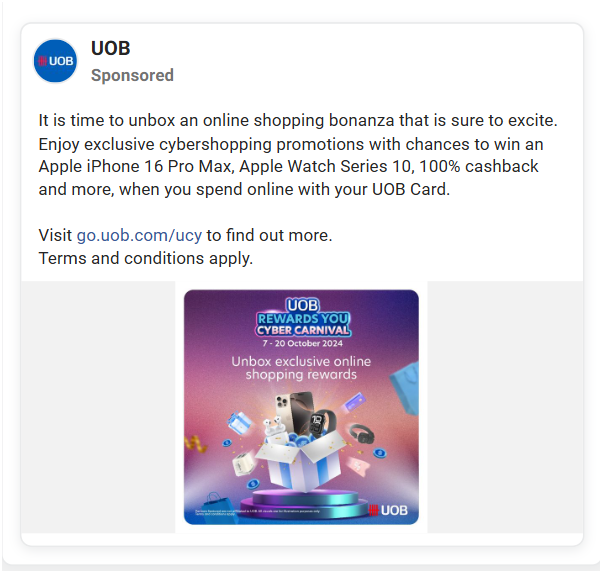 UOB
UOB
Sponsored
It is time to unbox an online shopping bonanza that is sure to excite.
Enjoy exclusive cybershopping promotions with chances to win an
Apple iPhone 16 Pro Max, Apple Watch Series 10, 100% cashback
and more, when you spend online with your UOB Card.
Visit go.uob.com/ucy to find out more.
Terms and conditions apply.
UOB
REWARDS YOU
CYBER CARNIVAL
7 - 20 October 2024
Unbox exclusive online
shopping rewards
UOB